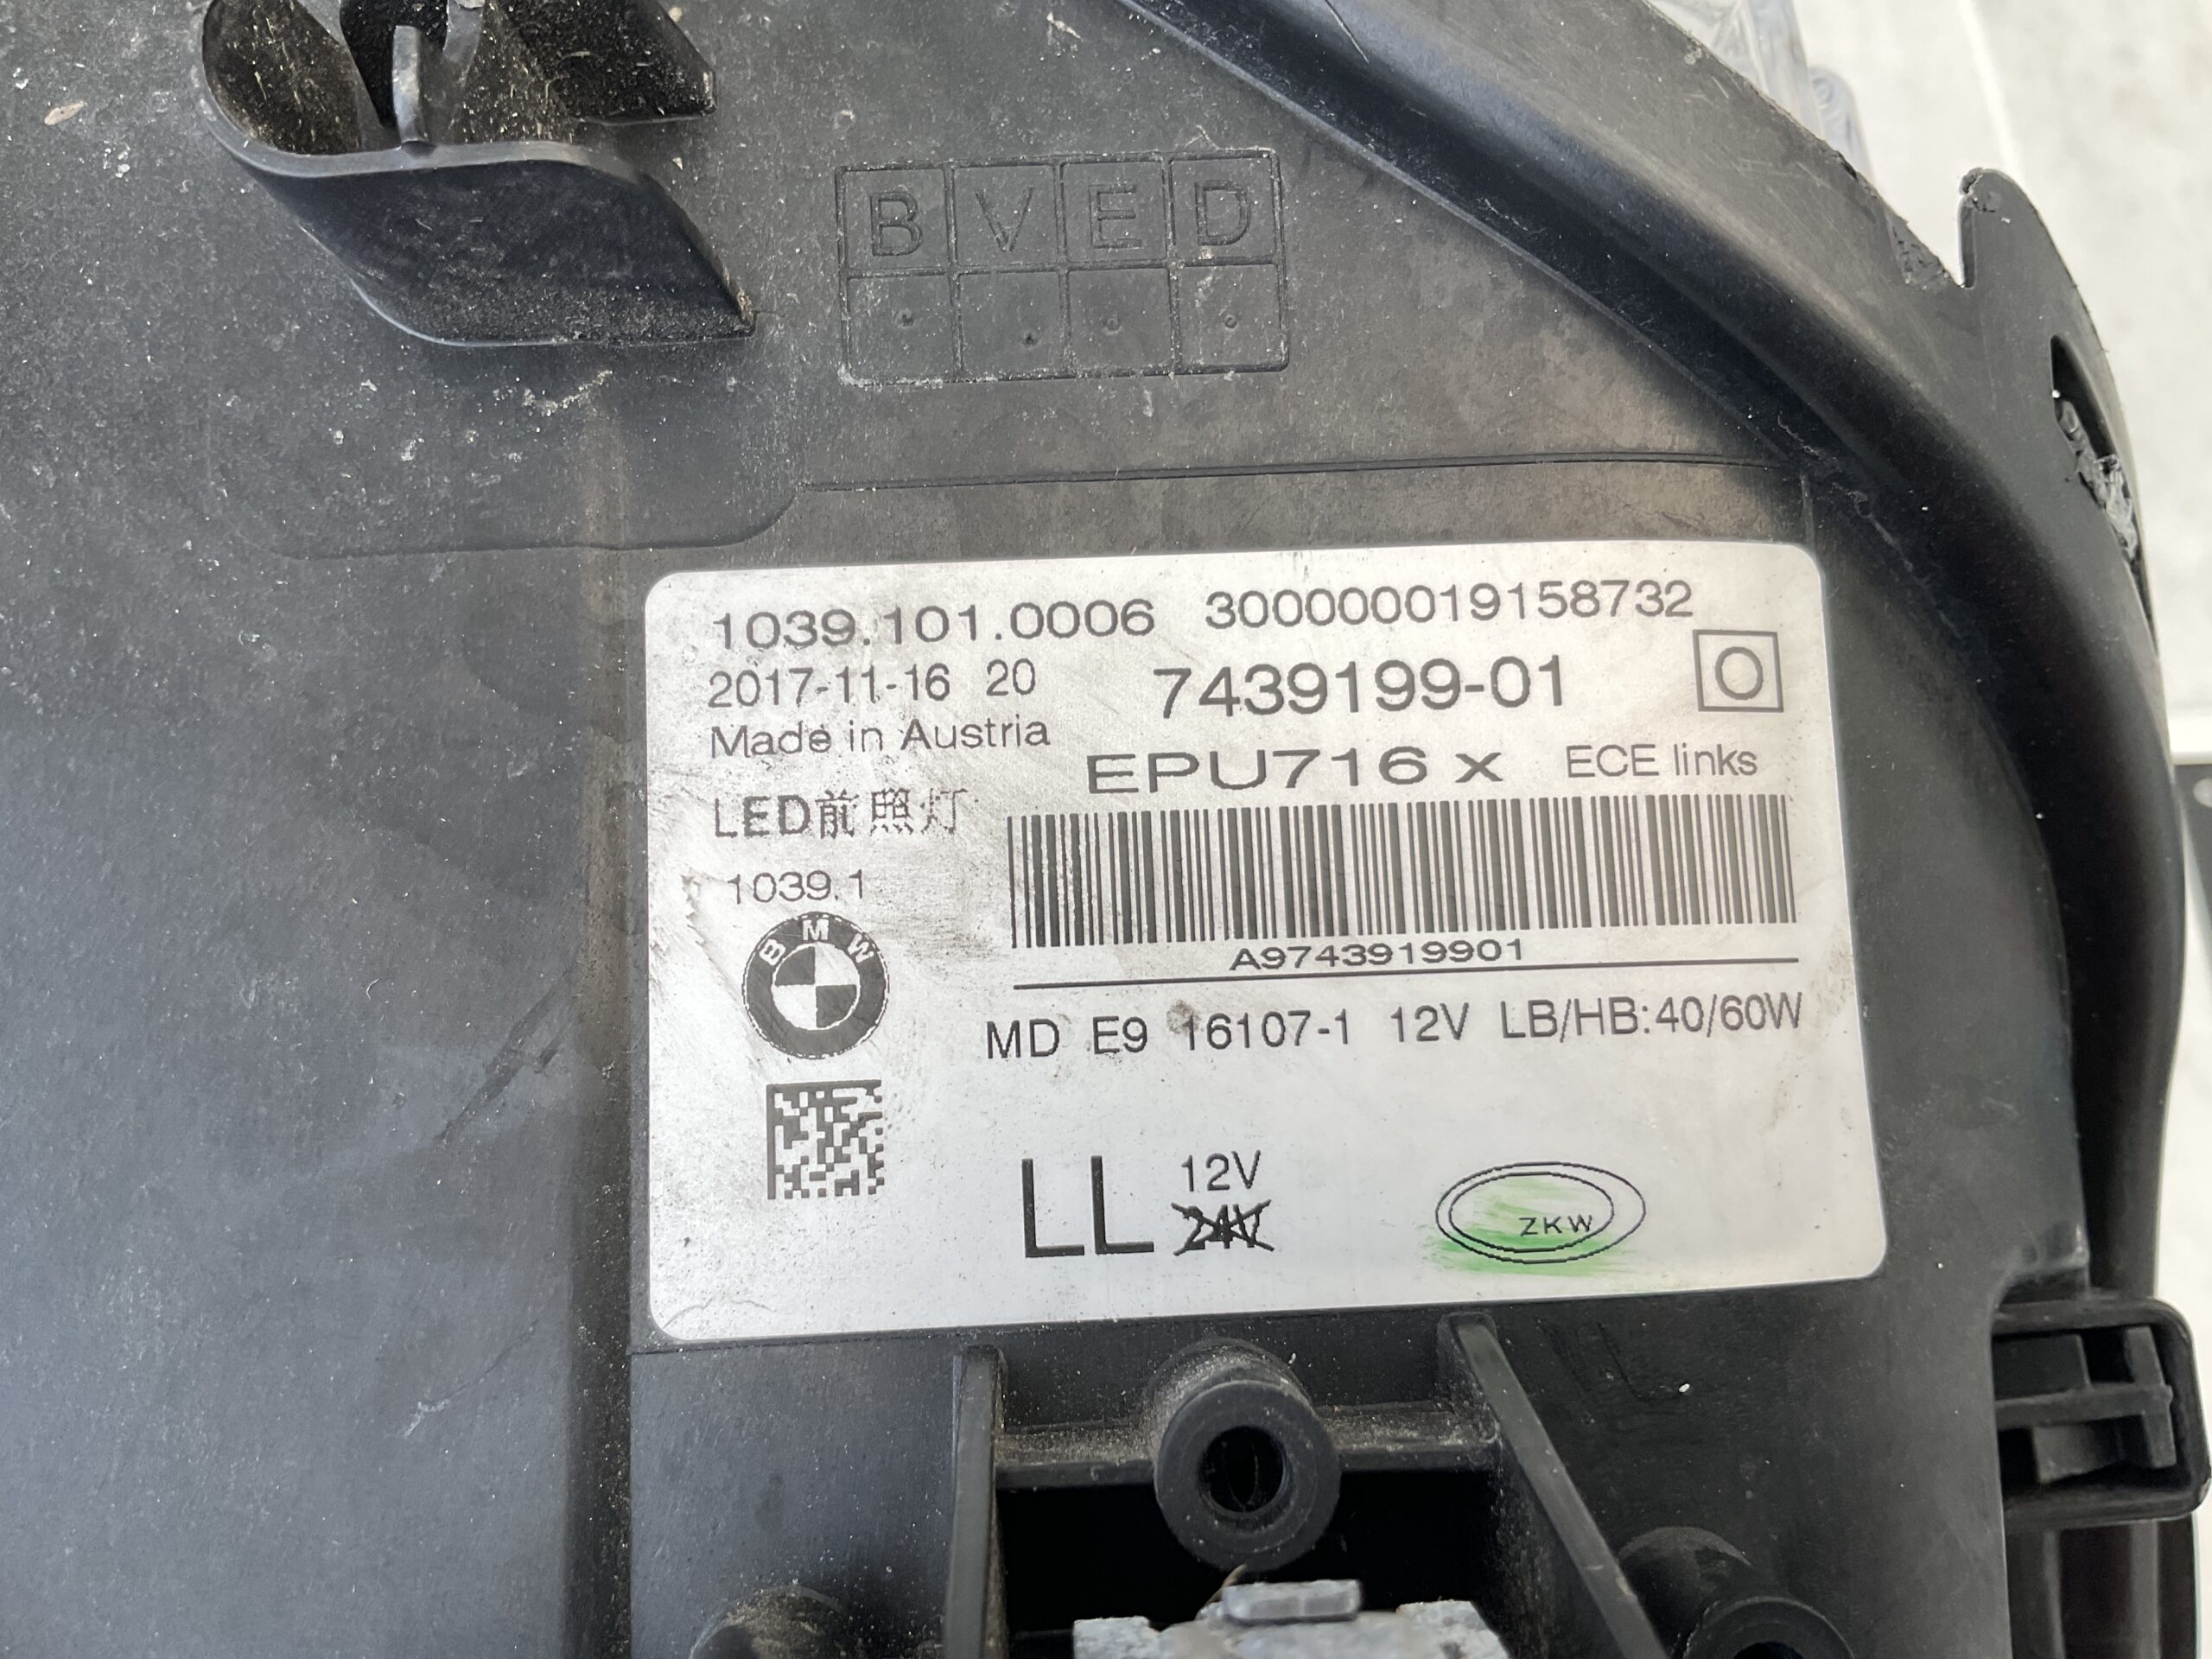 B V E D
1039.101.0006 300000019158732
2017-11-16 20 7439199-01 O
Made in Austria
EPU716 x ECE links
LED前照灯
1039.1
BMW
A9743919901
MD E9 16107-1 12V LB/HB:40/60W
LL 12V
24V
ZKW